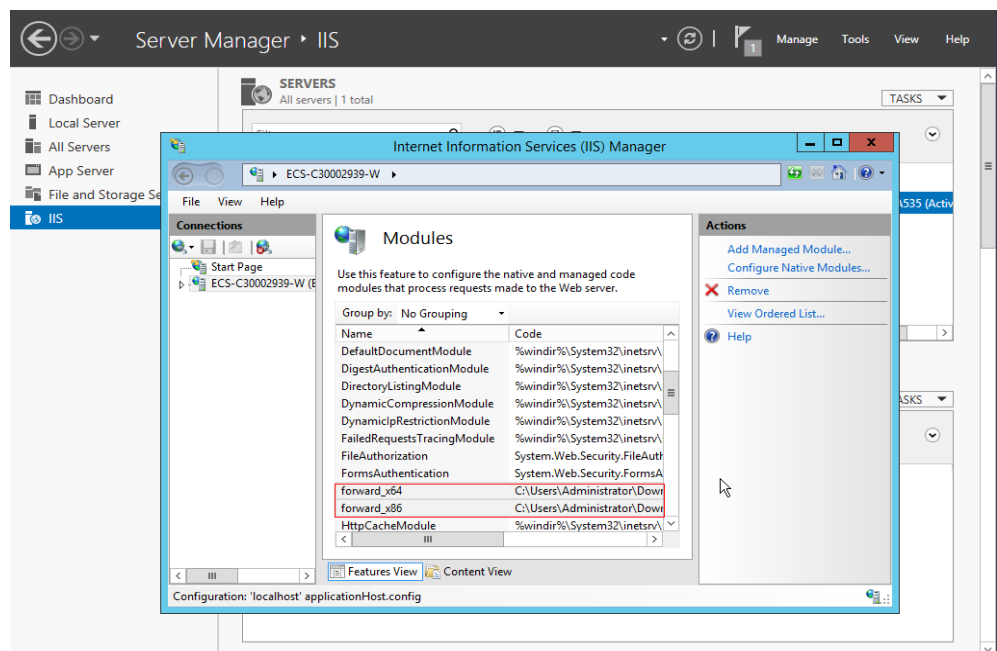 Server Manager • IIS
1
Manage Tools View Help
Dashboard
Local Server
All Servers
App Server
File and Storage Se
IIS
SERVERS
All servers | 1 total
TASKS
Internet Information Services (IIS) Manager
ECS-C30002939-W
File View Help
Connections
Start Page
ECS-C30002939-W (E
Modules
Use this feature to configure the native and managed code
modules that process requests made to the Web server.
Group by: No Grouping
Name Code
DefaultDocumentModule %windir%\System32\inetsrv\
DigestAuthenticationModule %windir%\System32\inetsrv\
DirectoryListingModule %windir%\System32\inetsrv\
DynamicCompressionModule %windir%\System32\inetsrv\
DynamicIpRestrictionModule %windir%\System32\inetsrv\
FailedRequestsTracingModule %windir%\System32\inetsrv\
FileAuthorization System.Web.Security.FileAuth
FormsAuthentication System.Web.Security.FormsA
forward_x64 C:\Users\Administrator\Down
forward_x86 C:\Users\Administrator\Down
HttpCacheModule %windir%\System32\inetsrv\
Features View Content View
Configuration: 'localhost' applicationHost.config
Actions
Add Managed Module...
Configure Native Modules...
Remove
View Ordered List...
Help
\535 (Activ
ASKS